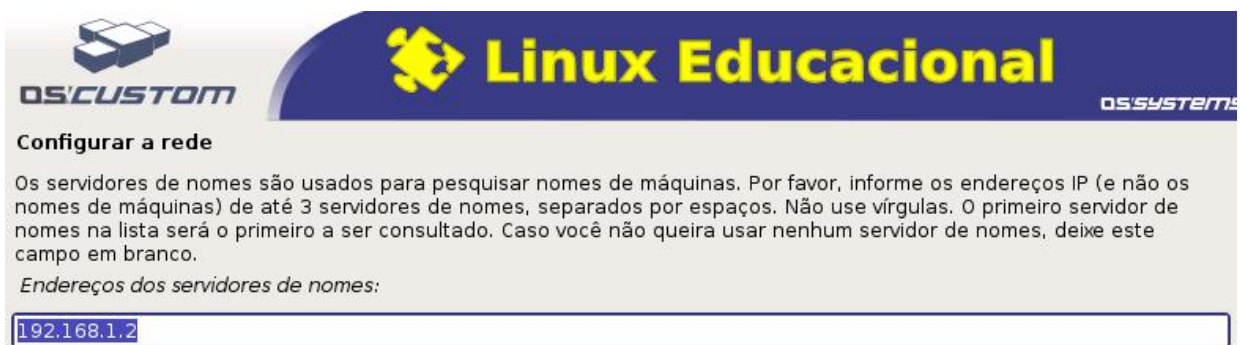 Linux Educacional
OS'CUSTOM
OS'SYSTEMS
Configurar a rede
Os servidores de nomes são usados para pesquisar nomes de máquinas. Por favor, informe os endereços IP (e não os
nomes de máquinas) de até 3 servidores de nomes, separados por espaços. Não use vírgulas. O primeiro servidor de
nomes na lista será o primeiro a ser consultado. Caso você não queira usar nenhum servidor de nomes, deixe este
campo em branco.
Endereços dos servidores de nomes:
192.168.1.2